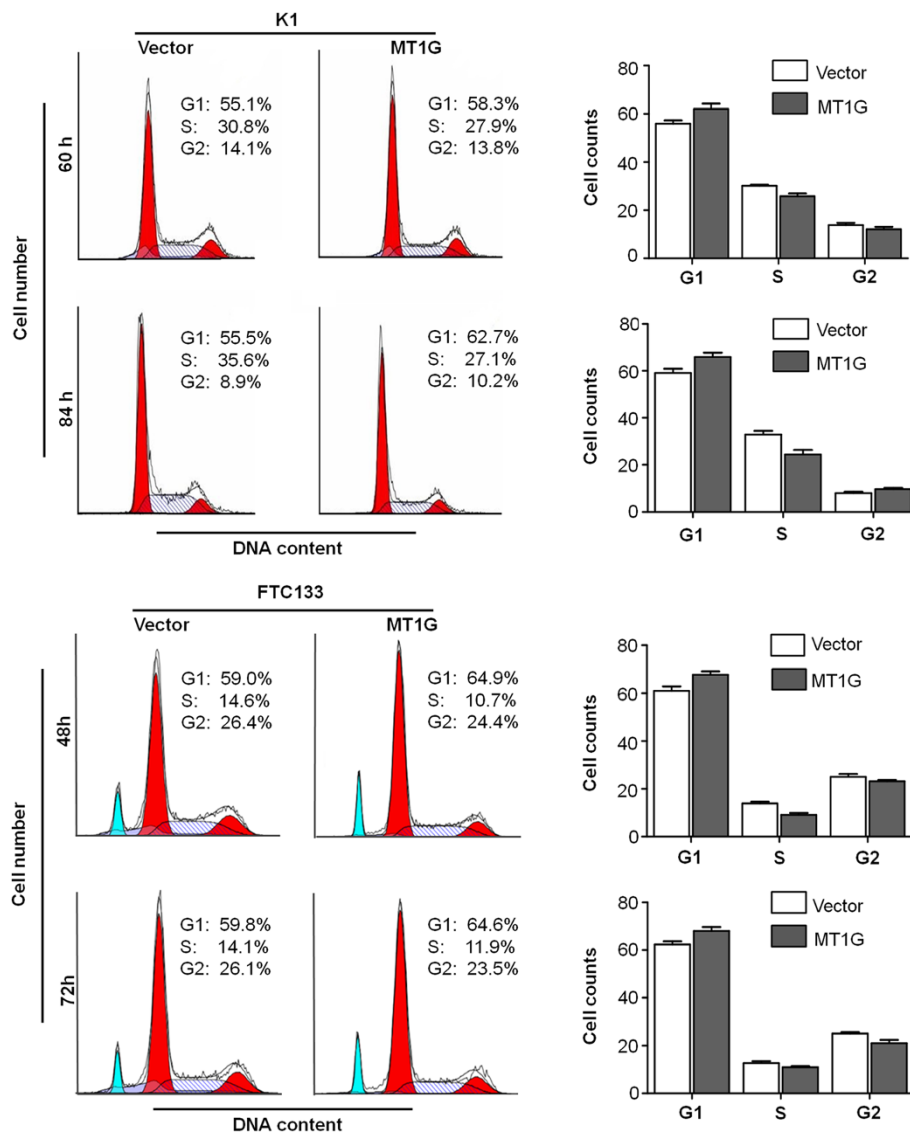 K1
Vector
MT1G
Cell number
60 h
G1: 55.1%
S: 30.8%
G2: 14.1%
G1: 58.3%
S: 27.9%
G2: 13.8%
84 h
G1: 55.5%
S: 35.6%
G2: 8.9%
G1: 62.7%
S: 27.1%
G2: 10.2%
DNA content
Cell counts
80
60
40
20
0
G1 S G2
Vector
MT1G
Cell counts
80
60
40
20
0
G1 S G2
Vector
MT1G
FTC133
Vector
MT1G
Cell number
48h
G1: 59.0%
S: 14.6%
G2: 26.4%
G1: 64.9%
S: 10.7%
G2: 24.4%
72h
G1: 59.8%
S: 14.1%
G2: 26.1%
G1: 64.6%
S: 11.9%
G2: 23.5%
DNA content
Cell counts
80
60
40
20
0
G1 S G2
Vector
MT1G
Cell counts
80
60
40
20
0
G1 S G2
Vector
MT1G